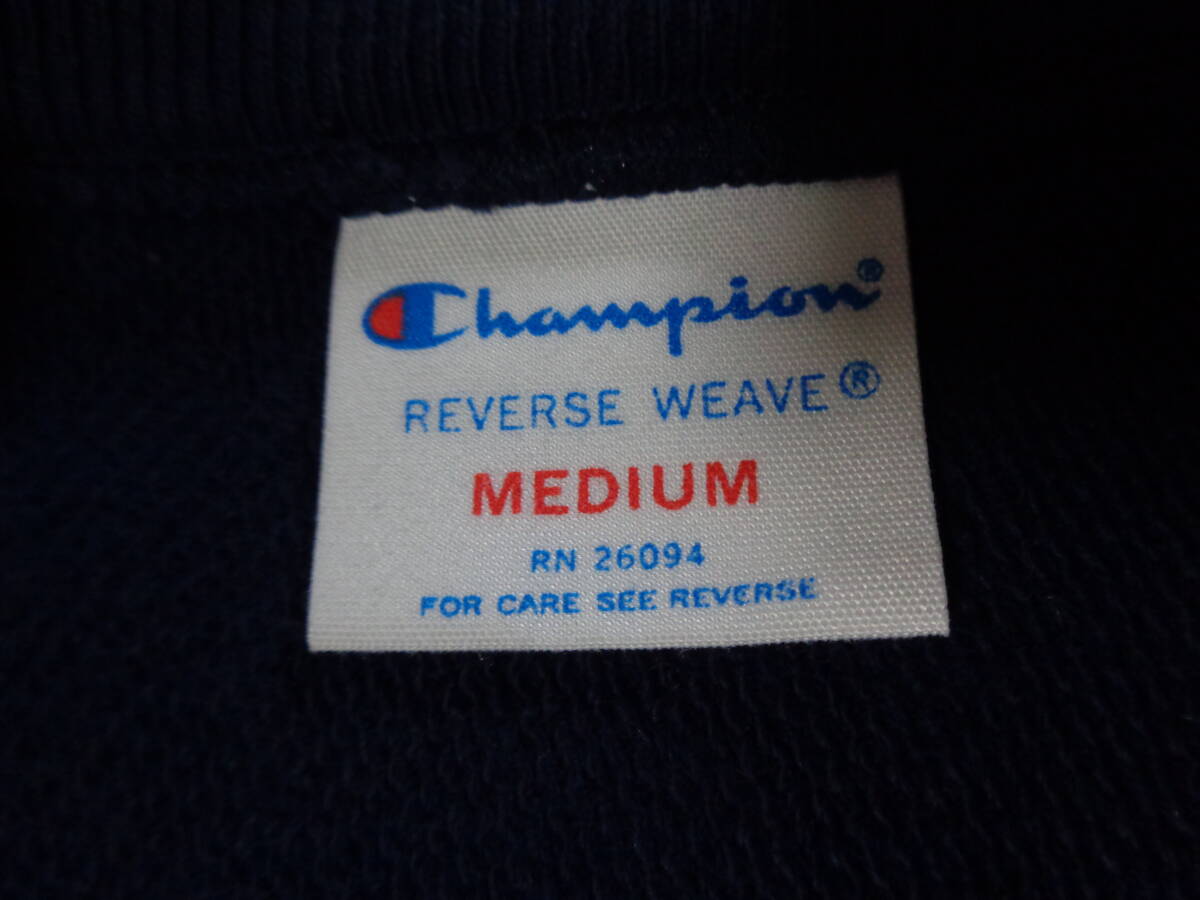 Champion®
REVERSE WEAVE®
MEDIUM
RN 26094
FOR CARE SEE REVERSE